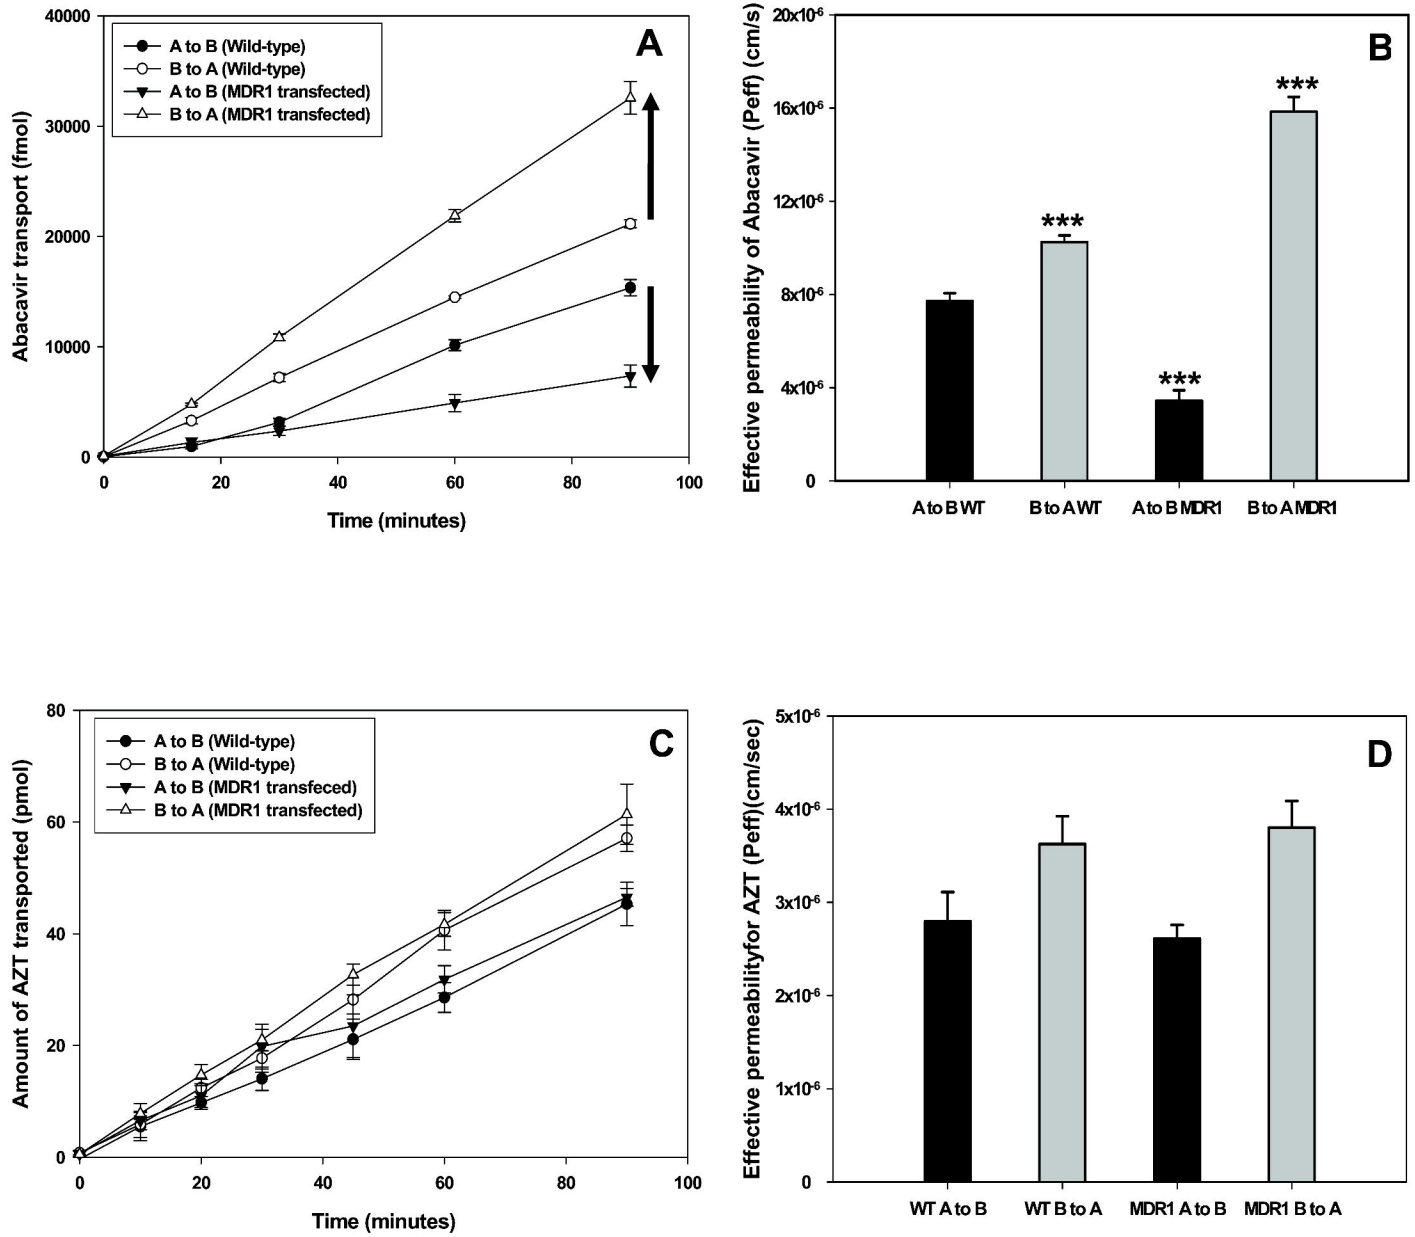 A
A to B (Wild-type)
B to A (Wild-type)
A to B (MDR1 transfected)
B to A (MDR1 transfected)
Abacavir transport (fmol)
40000
30000
20000
10000
0
0 20 40 60 80 100
Time (minutes)
B
Effective permeability of Abacavir (Peff) (cm/s)
20x10-6
16x10-6
12x10-6
8x10-6
4x10-6
0
***
***
***
A to B WT B to A WT A to B MDR1 B to A MDR1
C
A to B (Wild-type)
B to A (Wild-type)
A to B (MDR1 transfeced)
B to A (MDR1 transfected)
Amount of AZT transported (pmol)
80
60
40
20
0
0 20 40 60 80 100
Time (minutes)
D
Effective permeabilityfor AZT (Peff)(cm/sec)
5x10-6
4x10-6
3x10-6
2x10-6
1x10-6
0
WT A to B WT B to A MDR1 A to B MDR1 B to A